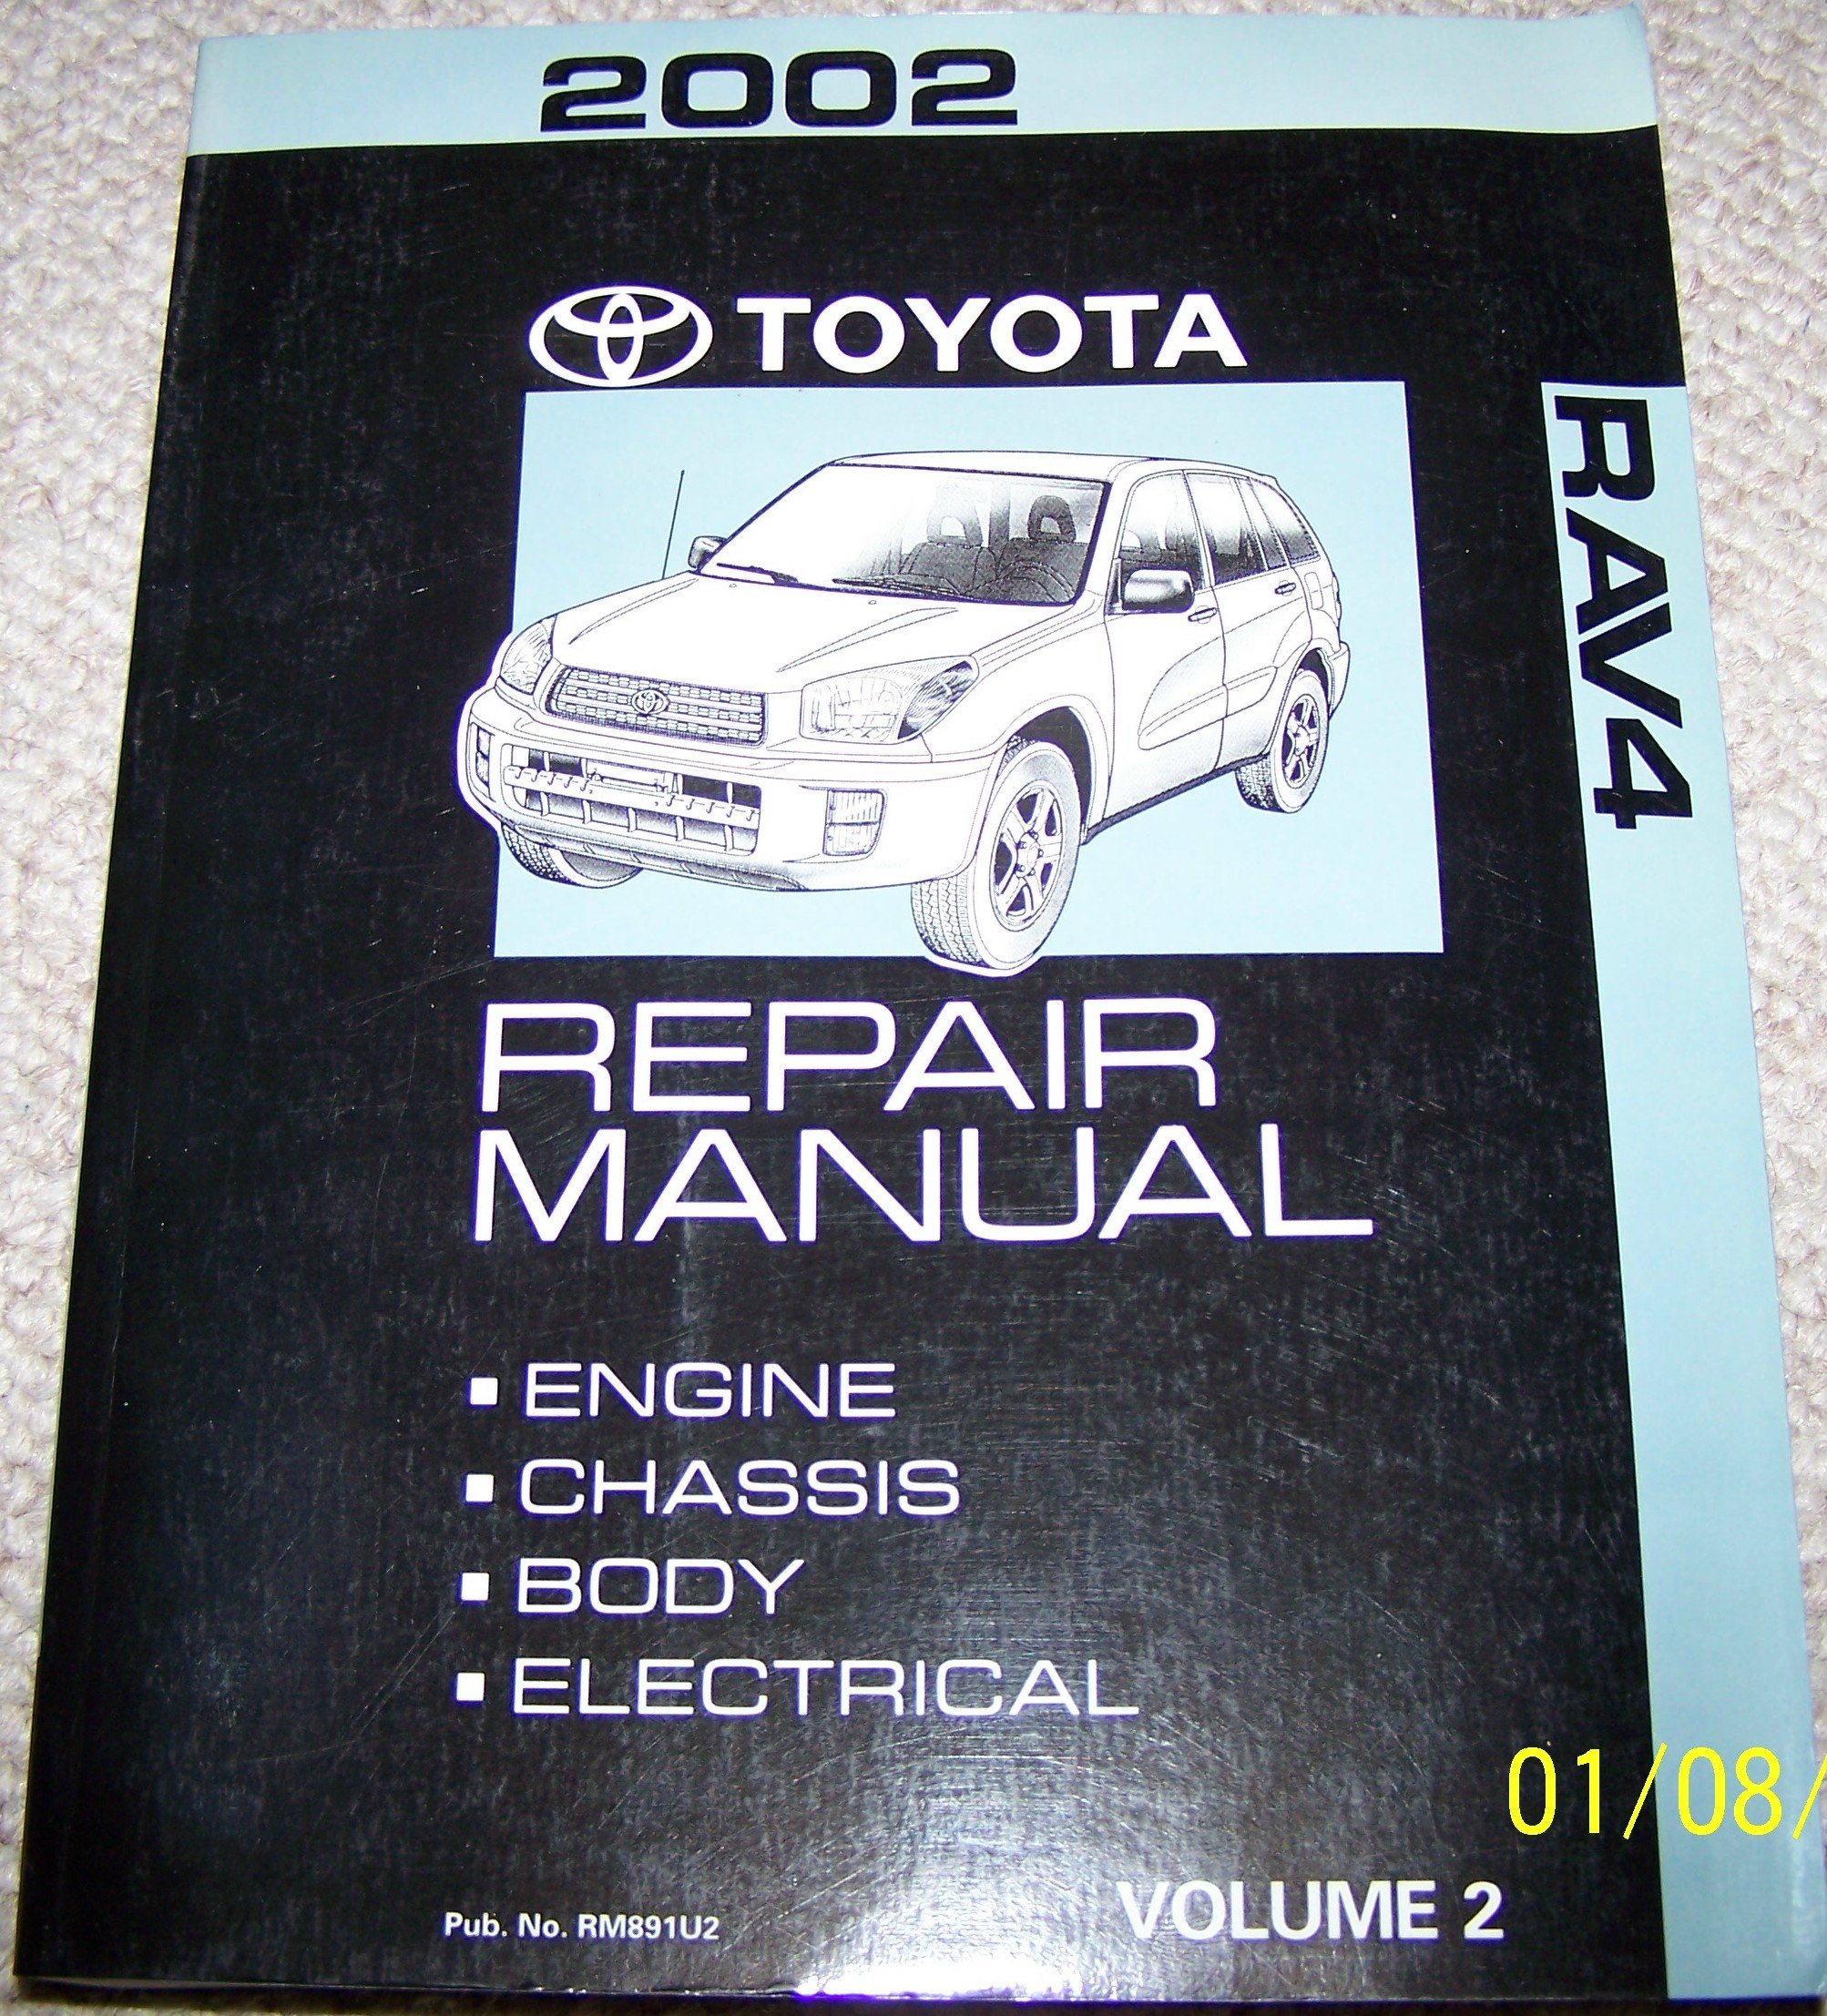 2002
TOYOTA
RAV4
REPAIR
MANUAL
▪ ENGINE
▪ CHASSIS
▪ BODY
▪ ELECTRICAL
01/08/
Pub. No. RM891U2
VOLUME 2